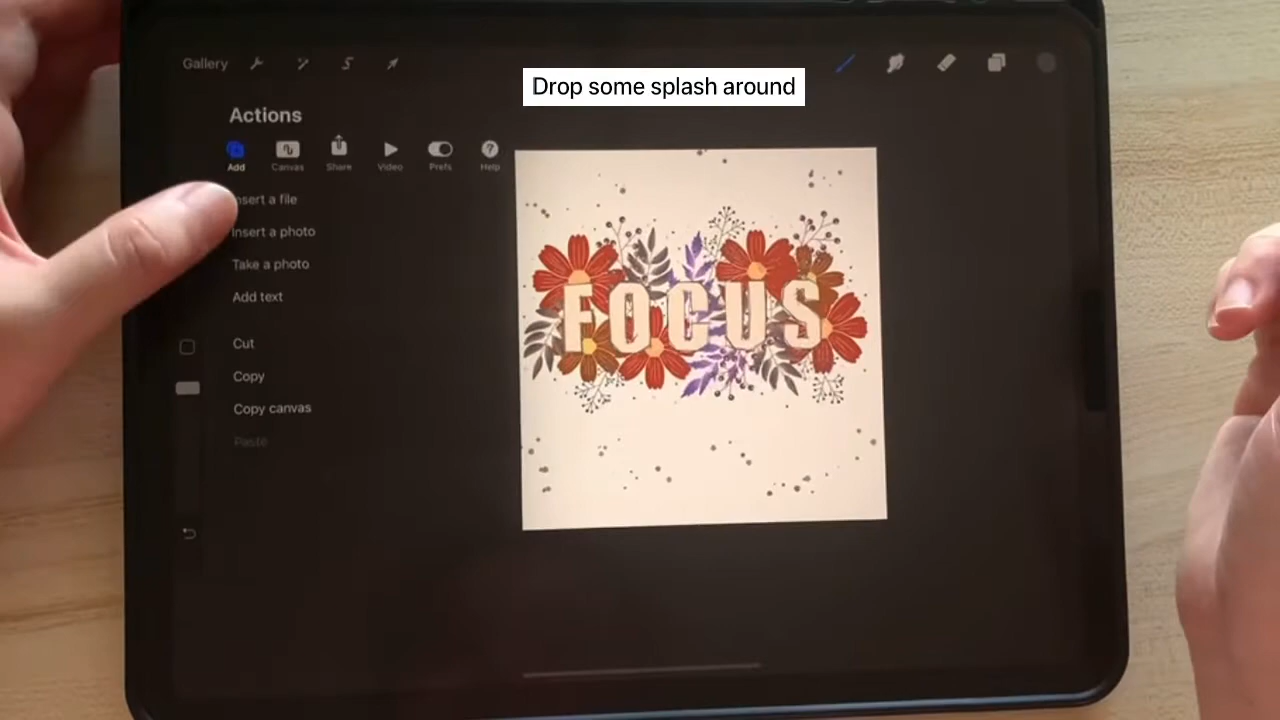 Gallery
Drop some splash around
Actions
Add Canvas Share Video Prefs Help
Insert a file
Insert a photo
Take a photo
Add text
Cut
Copy
Copy canvas
Paste
FOCUS